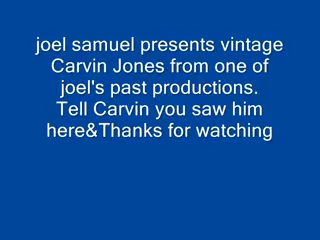 joel samuel presents vintage
Carvin Jones from one of
joel's past productions.
Tell Carvin you saw him
here&Thanks for watching